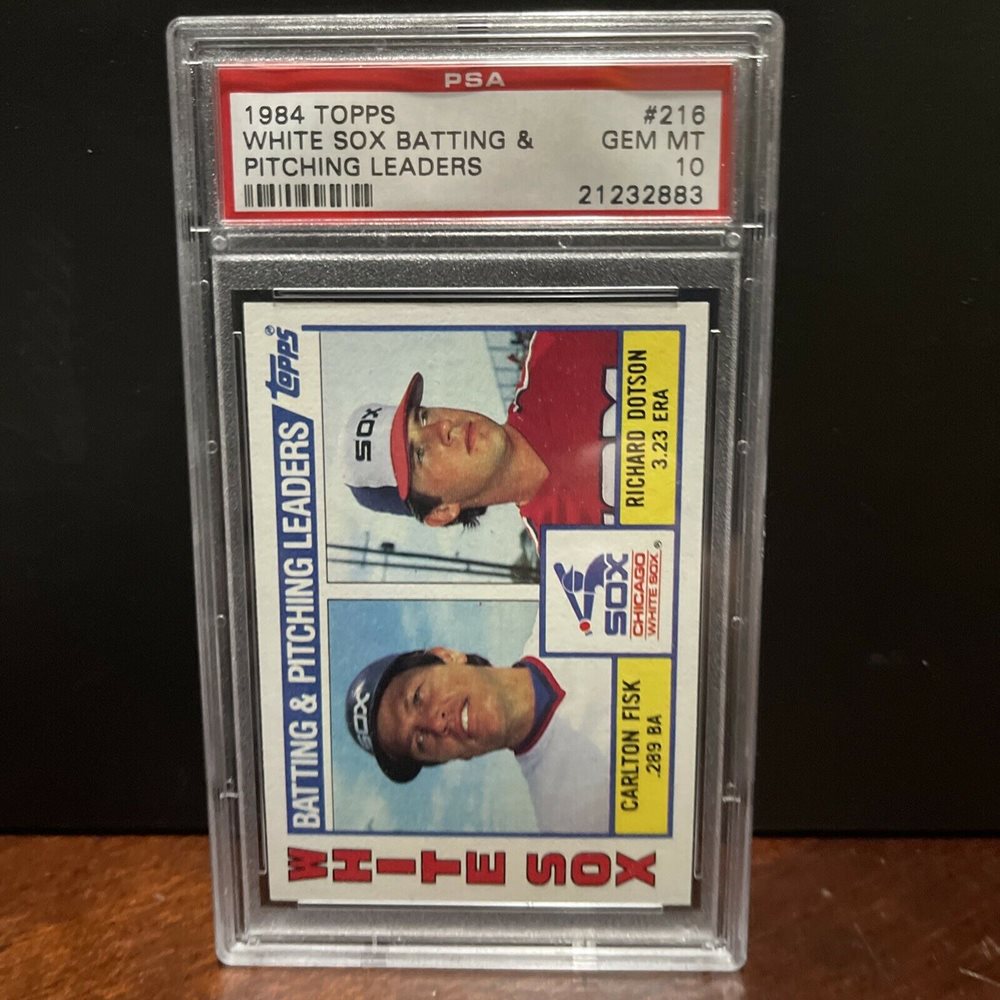 PSA
1984 TOPPS #216
WHITE SOX BATTING & GEM MT
PITCHING LEADERS 10
21232883
BATTING & PITCHING LEADERS
TOPPS®
SOX
RICHARD DOTSON
3.23 ERA
SOX
CHICAGO
WHITE SOX®
SOX
CARLTON FISK
.289 BA
WHITE SOX